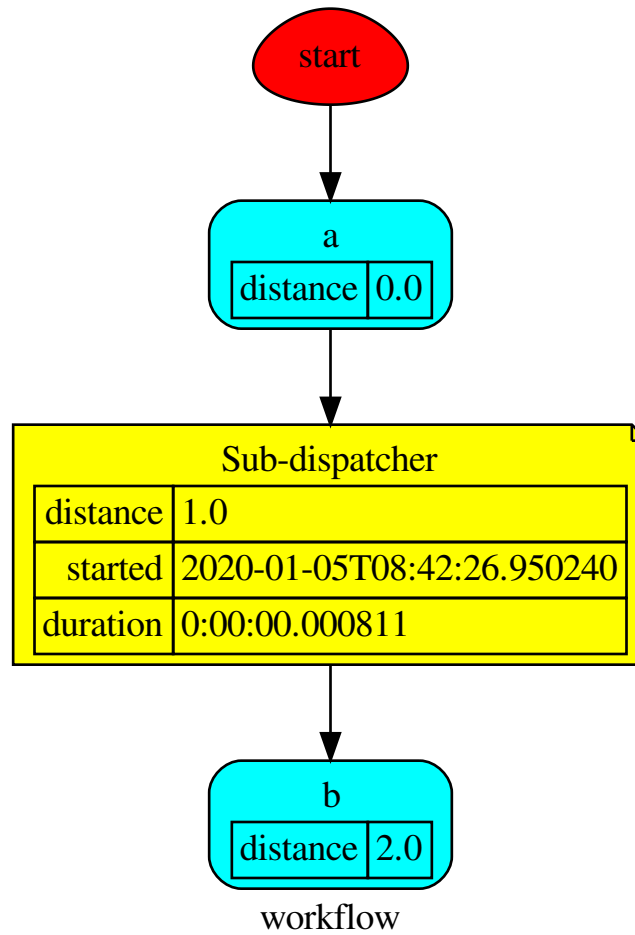 start
a
distance 0.0
Sub-dispatcher
distance 1.0
started 2020-01-05T08:42:26.950240
duration 0:00:00.000811
b
distance 2.0
workflow